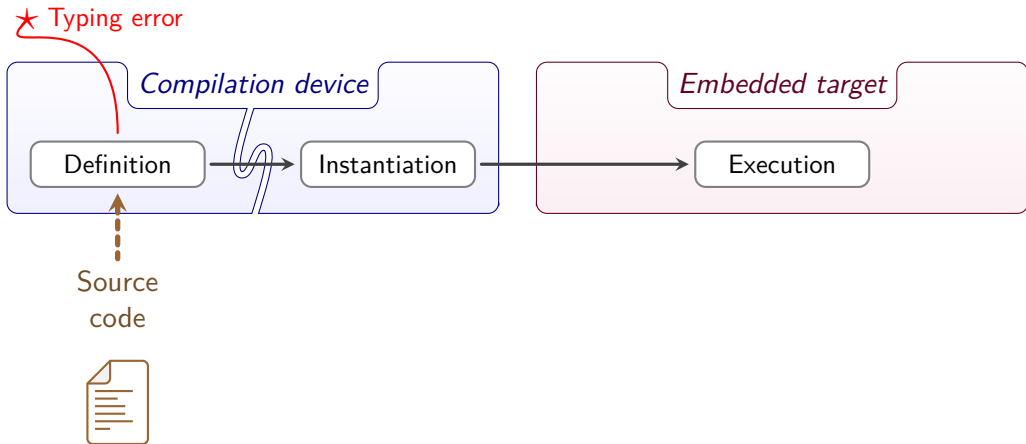 Typing error
Compilation device
Embedded target
Definition
Instantiation
Execution
Source
code